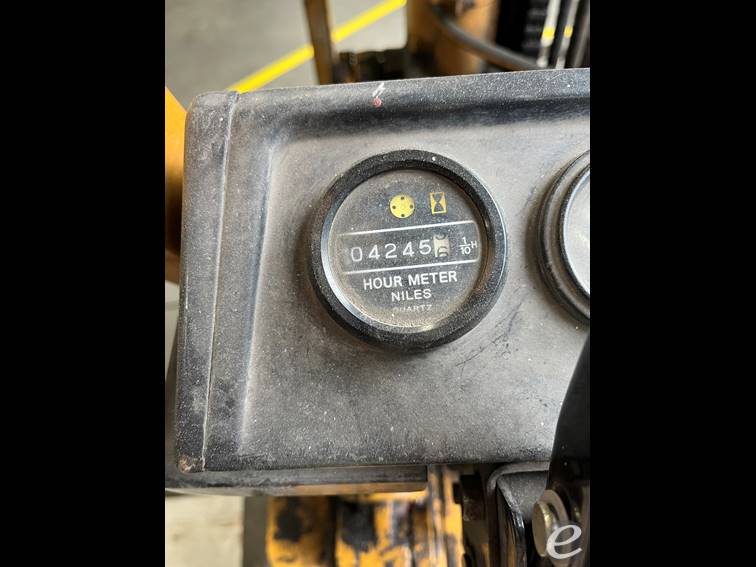 04245 1/10 H
HOUR METER
NILES
QUARTZ
e